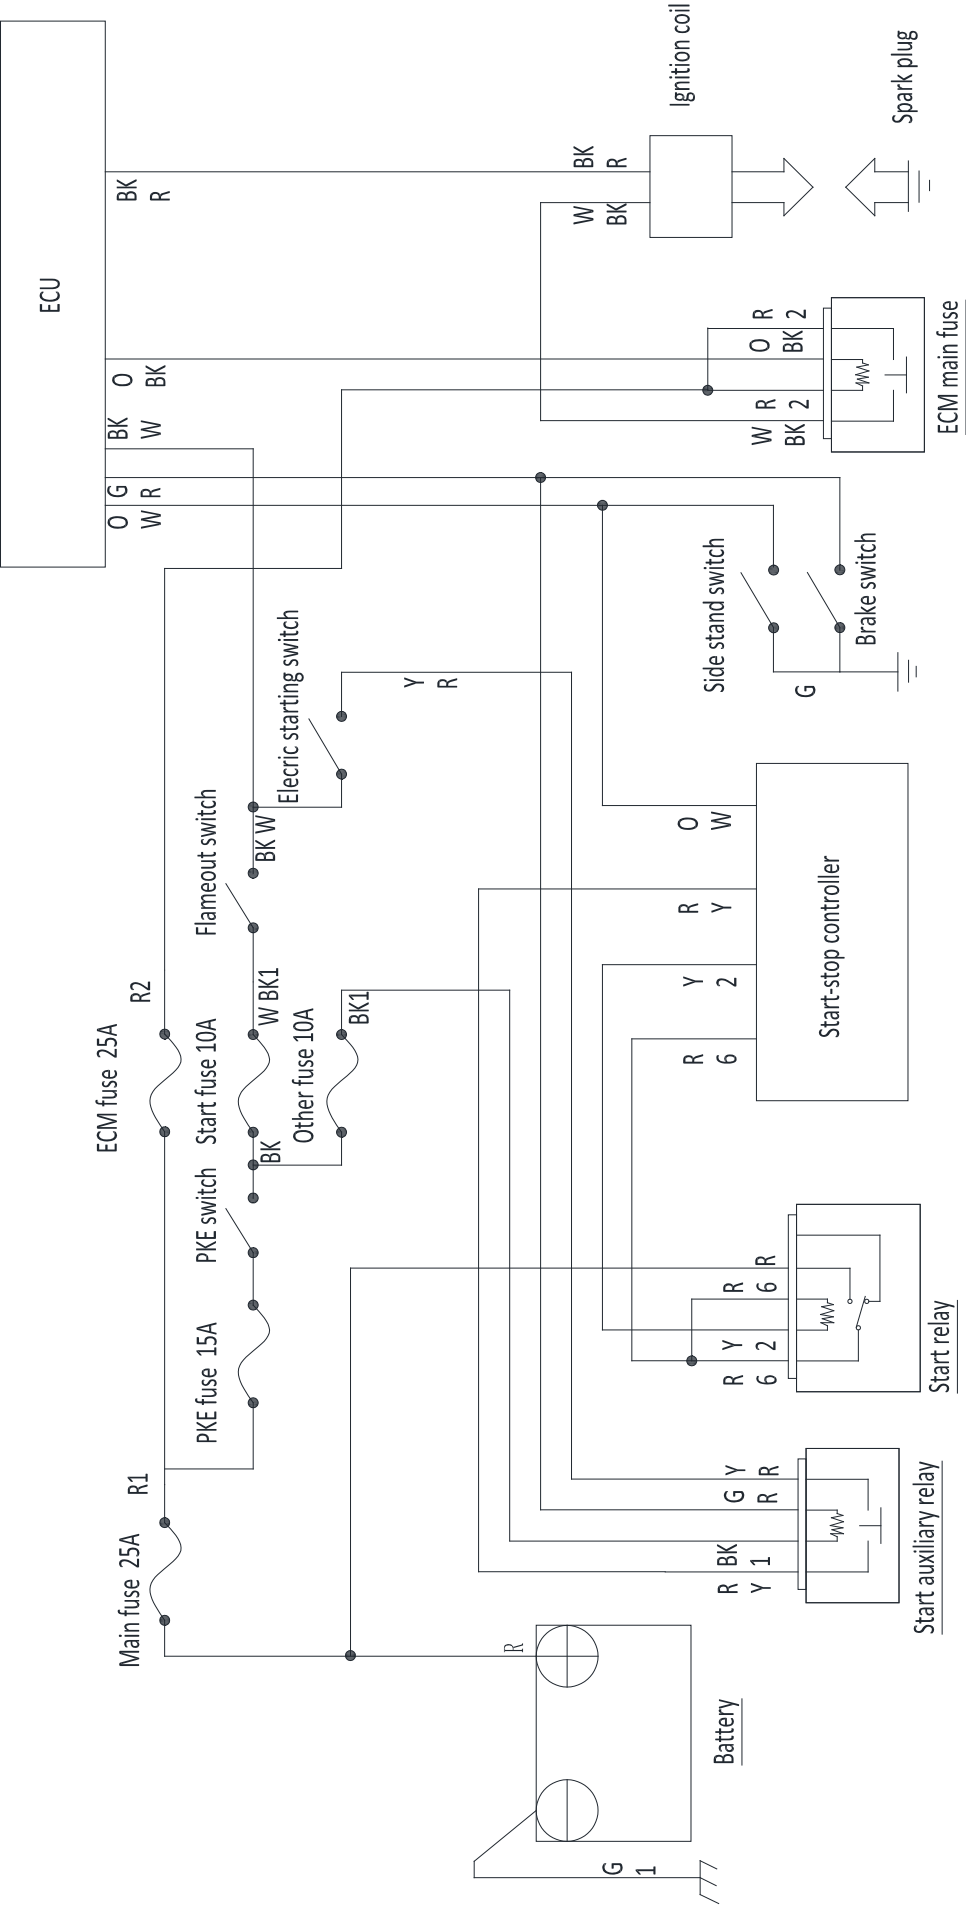 ECU
ECM fuse 25A
Main fuse 25A
R1
R2
O
W
G
R
BK
W
O
BK
BK
R
PKE fuse 15A
PKE switch
Start fuse 10A
Flameout switch
BK
W BK1
BK W
Elecric starting switch
Other fuse 10A
BK1
Y
R
R
G
1
W
BK
BK
R
Ignition coil
Spark plug
R
6
Y
2
R
Y
O
W
Side stand switch
G
Brake switch
R
Y
BK
1
G
R
Y
R
R
6
Y
2
R
6
R
W
BK
R
2
O
BK
R
2
Start-stop controller
Battery
Start auxiliary relay
Start relay
ECM main fuse